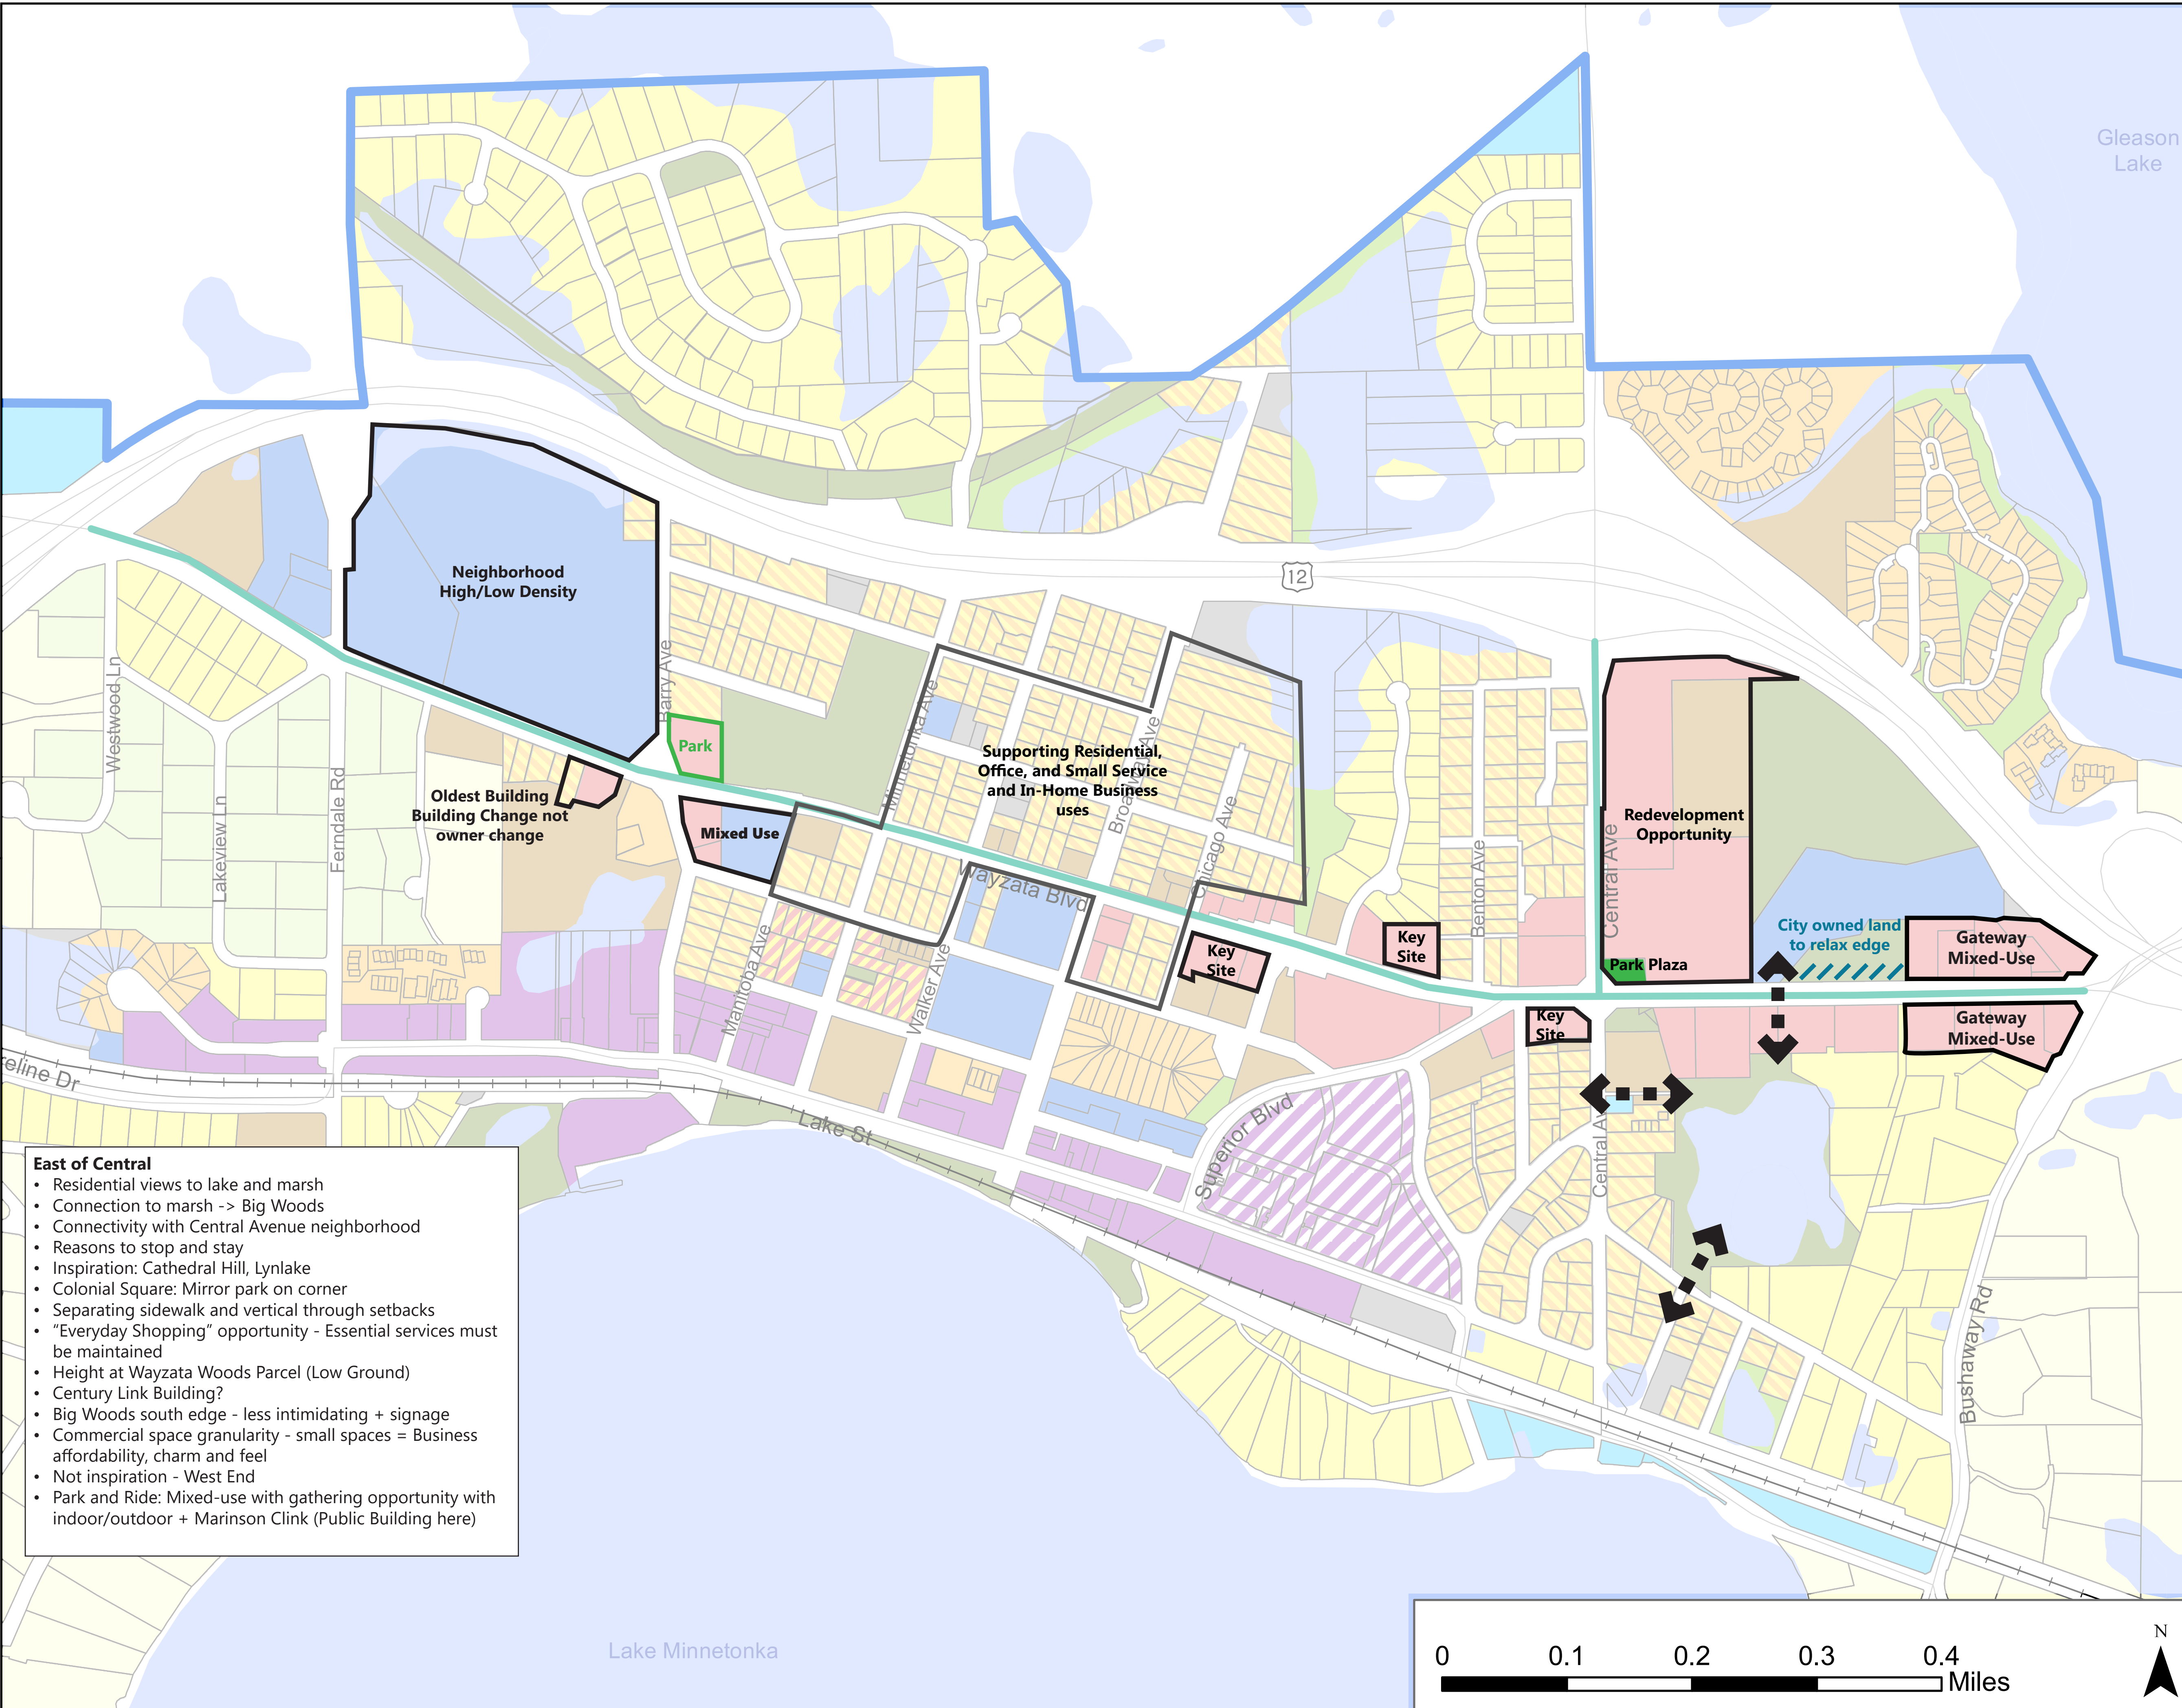 Gleason
Lake
12
Neighborhood
High/Low Density
Westwood Ln
Lakeview Ln
Ferndale Rd
Barry Ave
Park
Minnetonka Ave
Supporting Residential,
Office, and Small Service
and In-Home Business
uses
Broadway Ave
Chicago Ave
Oldest Building
Building Change not
owner change
Mixed Use
Wayzata Blvd
Manitoba Ave
Walker Ave
Key
Site
Key
Site
Benton Ave
Central Ave
Redevelopment
Opportunity
Park Plaza
City owned land
to relax edge
Gateway
Mixed-Use
Gateway
Mixed-Use
Key
Site
reline Dr
Lake St
Superior Blvd
Central Av
Bushaway Rd
East of Central
• Residential views to lake and marsh
• Connection to marsh -> Big Woods
• Connectivity with Central Avenue neighborhood
• Reasons to stop and stay
• Inspiration: Cathedral Hill, Lynlake
• Colonial Square: Mirror park on corner
• Separating sidewalk and vertical through setbacks
• “Everyday Shopping” opportunity - Essential services must
be maintained
• Height at Wayzata Woods Parcel (Low Ground)
• Century Link Building?
• Big Woods south edge - less intimidating + signage
• Commercial space granularity - small spaces = Business
affordability, charm and feel
• Not inspiration - West End
• Park and Ride: Mixed-use with gathering opportunity with
indoor/outdoor + Marinson Clink (Public Building here)
Lake Minnetonka
0 0.1 0.2 0.3 0.4
Miles
N